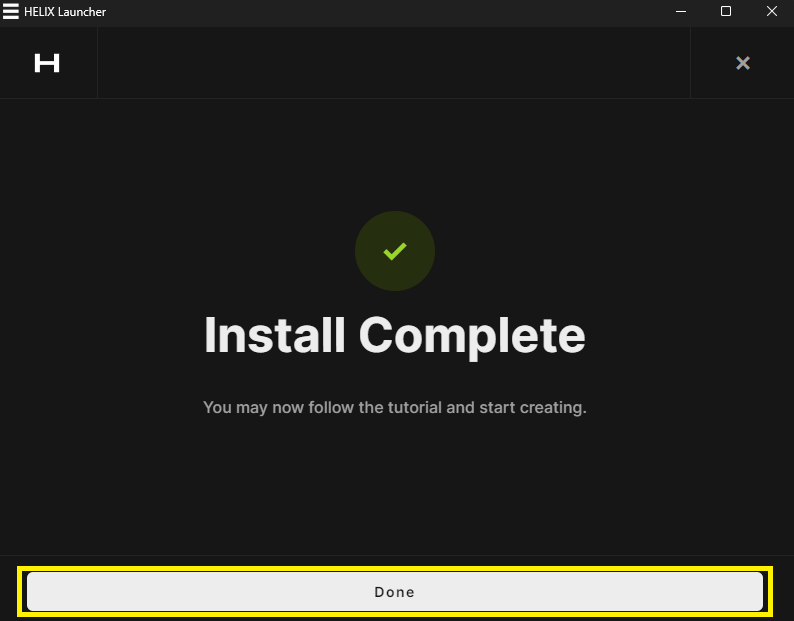 HELIX Launcher
H
Install Complete
You may now follow the tutorial and start creating.
Done